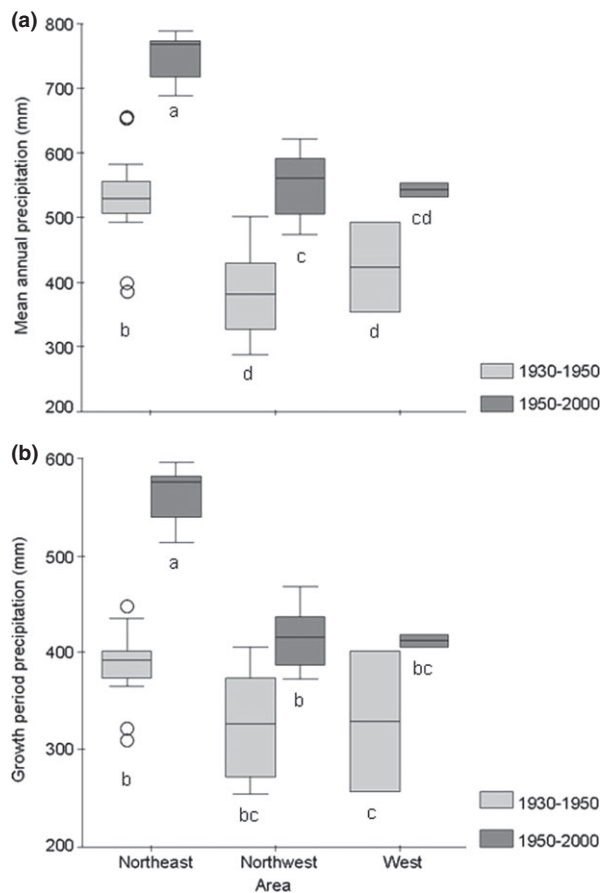 (a)
Mean annual precipitation (mm)
800
700
600
500
400
300
200
a
b
c
d
cd
d
1930-1950
1950-2000
(b)
Growth period precipitation (mm)
600
500
400
300
200
a
b
b
bc
bc
c
1930-1950
1950-2000
Northeast Northwest West
Area